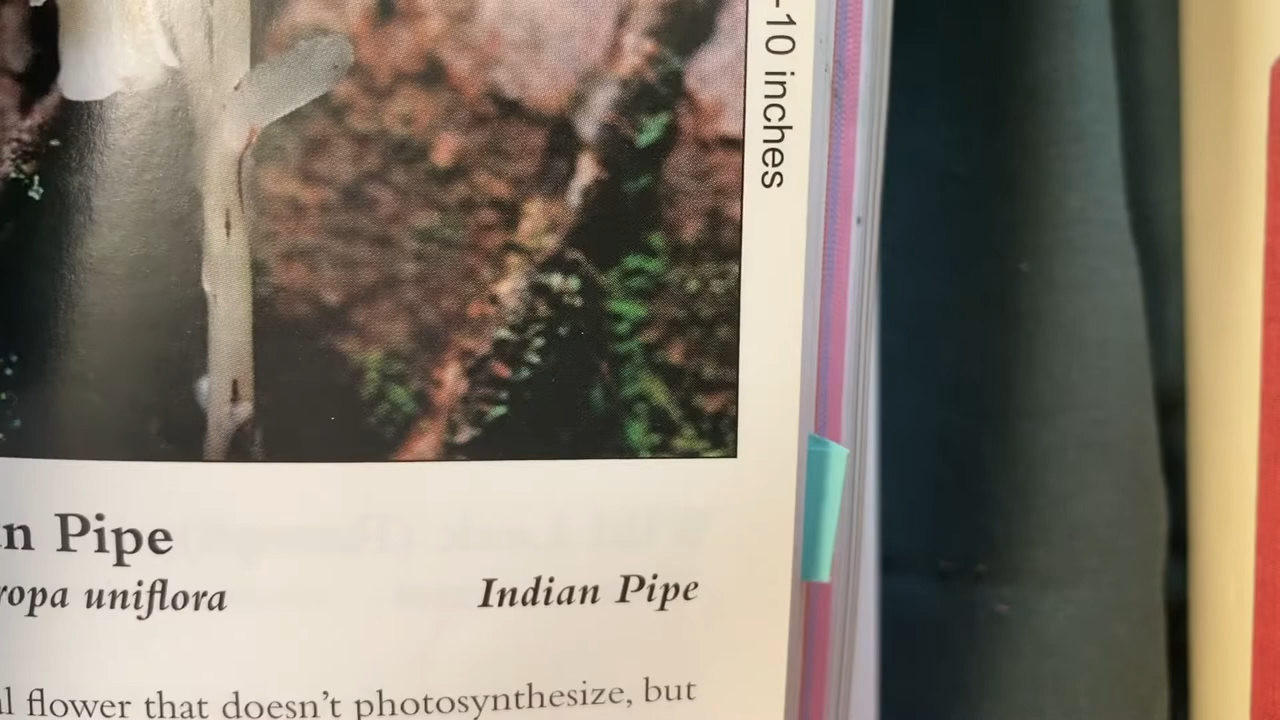 -10 inches
n Pipe
ropa uniflora
Indian Pipe
l flower that doesn't photosynthesize, but